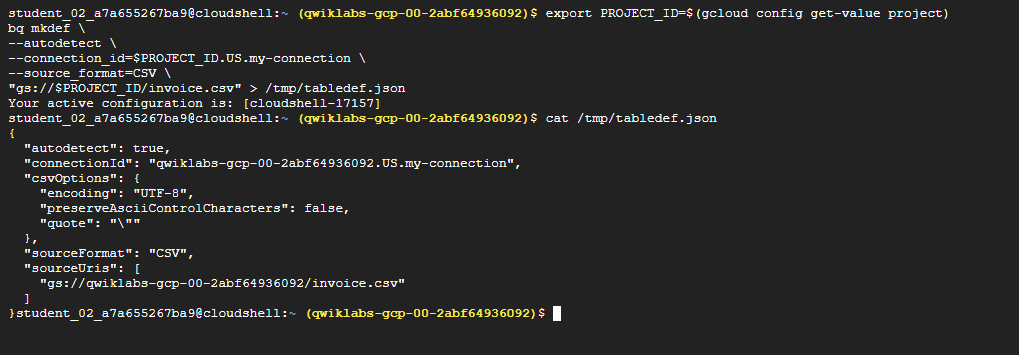 student_02_a7a655267ba9@cloudshell:~ (qwiklabs-gcp-00-2abf64936092)$ export PROJECT_ID=$(gcloud config get-value project)
bq mkdef \
--autodetect \
--connection_id=$PROJECT_ID.US.my-connection \
--source_format=CSV \
"gs://$PROJECT_ID/invoice.csv" > /tmp/tabledef.json
Your active configuration is: [cloudshell-17157]
student_02_a7a655267ba9@cloudshell:~ (qwiklabs-gcp-00-2abf64936092)$ cat /tmp/tabledef.json
{
  "autodetect": true,
  "connectionId": "qwiklabs-gcp-00-2abf64936092.US.my-connection",
  "csvOptions": {
    "encoding": "UTF-8",
    "preserveAsciiControlCharacters": false,
    "quote": "\""
  },
  "sourceFormat": "CSV",
  "sourceUris": [
    "gs://qwiklabs-gcp-00-2abf64936092/invoice.csv"
  ]
}student_02_a7a655267ba9@cloudshell:~ (qwiklabs-gcp-00-2abf64936092)$